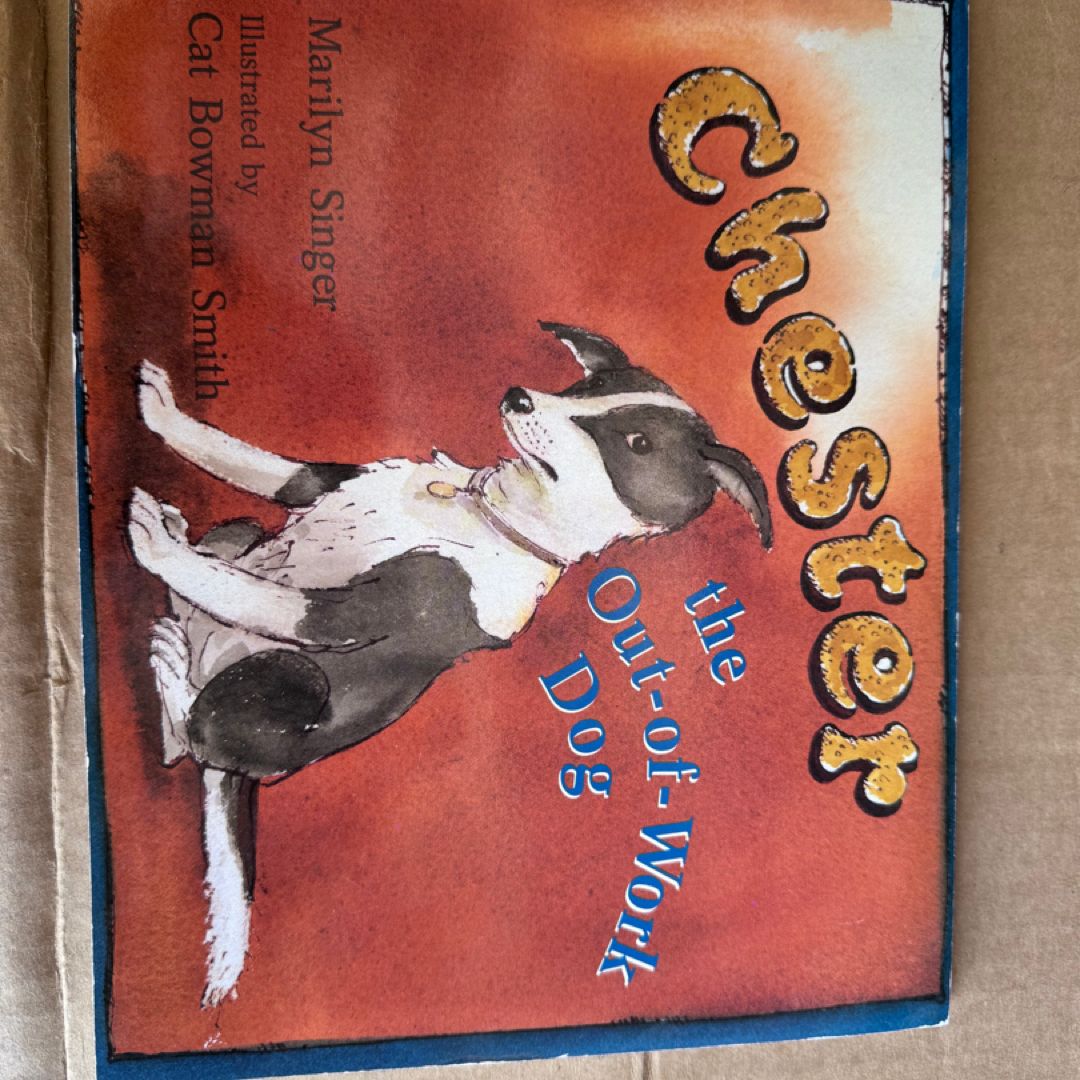 Chester
the
Out-of-Work
Dog
Marilyn Singer
Illustrated by
Cat Bowman Smith